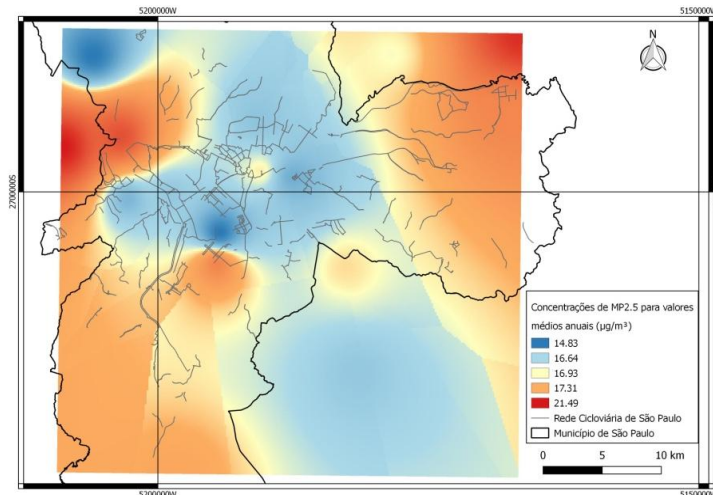 5200000W
5150000W
N
2700000S
Concentrações de MP2.5 para valores
médios anuais (µg/m³)
14.83
16.64
16.93
17.31
21.49
Rede Cicloviária de São Paulo
Município de São Paulo
0 5 10 km
5200000W
5150000W